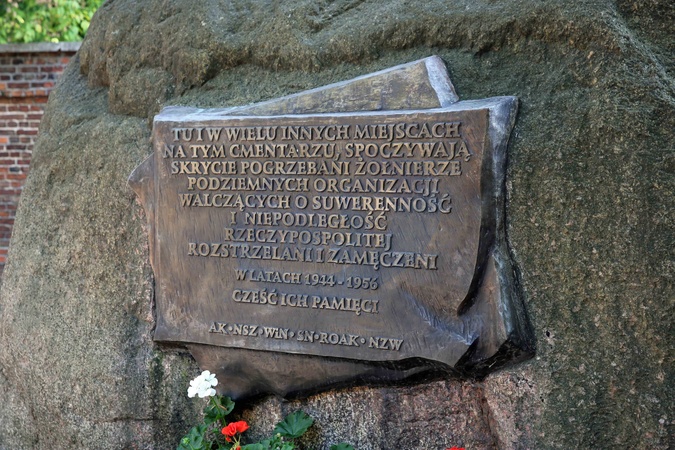 TU I W WIELU INNYCH MIEJSCACH
NA TYM CMENTARZU, SPOCZYWAJĄ
SKRYCIE POGRZEBANI ŻOŁNIERZE
PODZIEMNYCH ORGANIZACJI
WALCZĄCYCH O SUWERENNOŚĆ
I NIEPODLEGŁOŚĆ
RZECZYPOSPOLITEJ
ROZSTRZELANI I ZAMĘCZENI
W LATACH 1944-1956
CZEŚĆ ICH PAMIĘCI
AK•NSZ•WiN•SN•ROAK•NZW